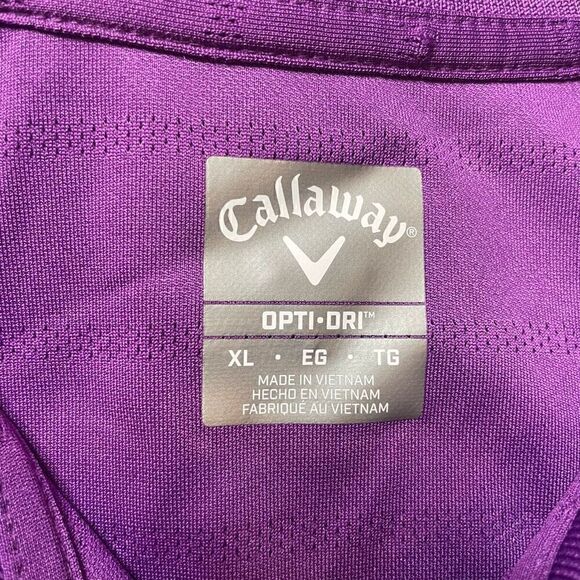 Callaway®
OPTI•DRI™
XL • EG • TG
MADE IN VIETNAM
HECHO EN VIETNAM
FABRIQUÉ AU VIETNAM